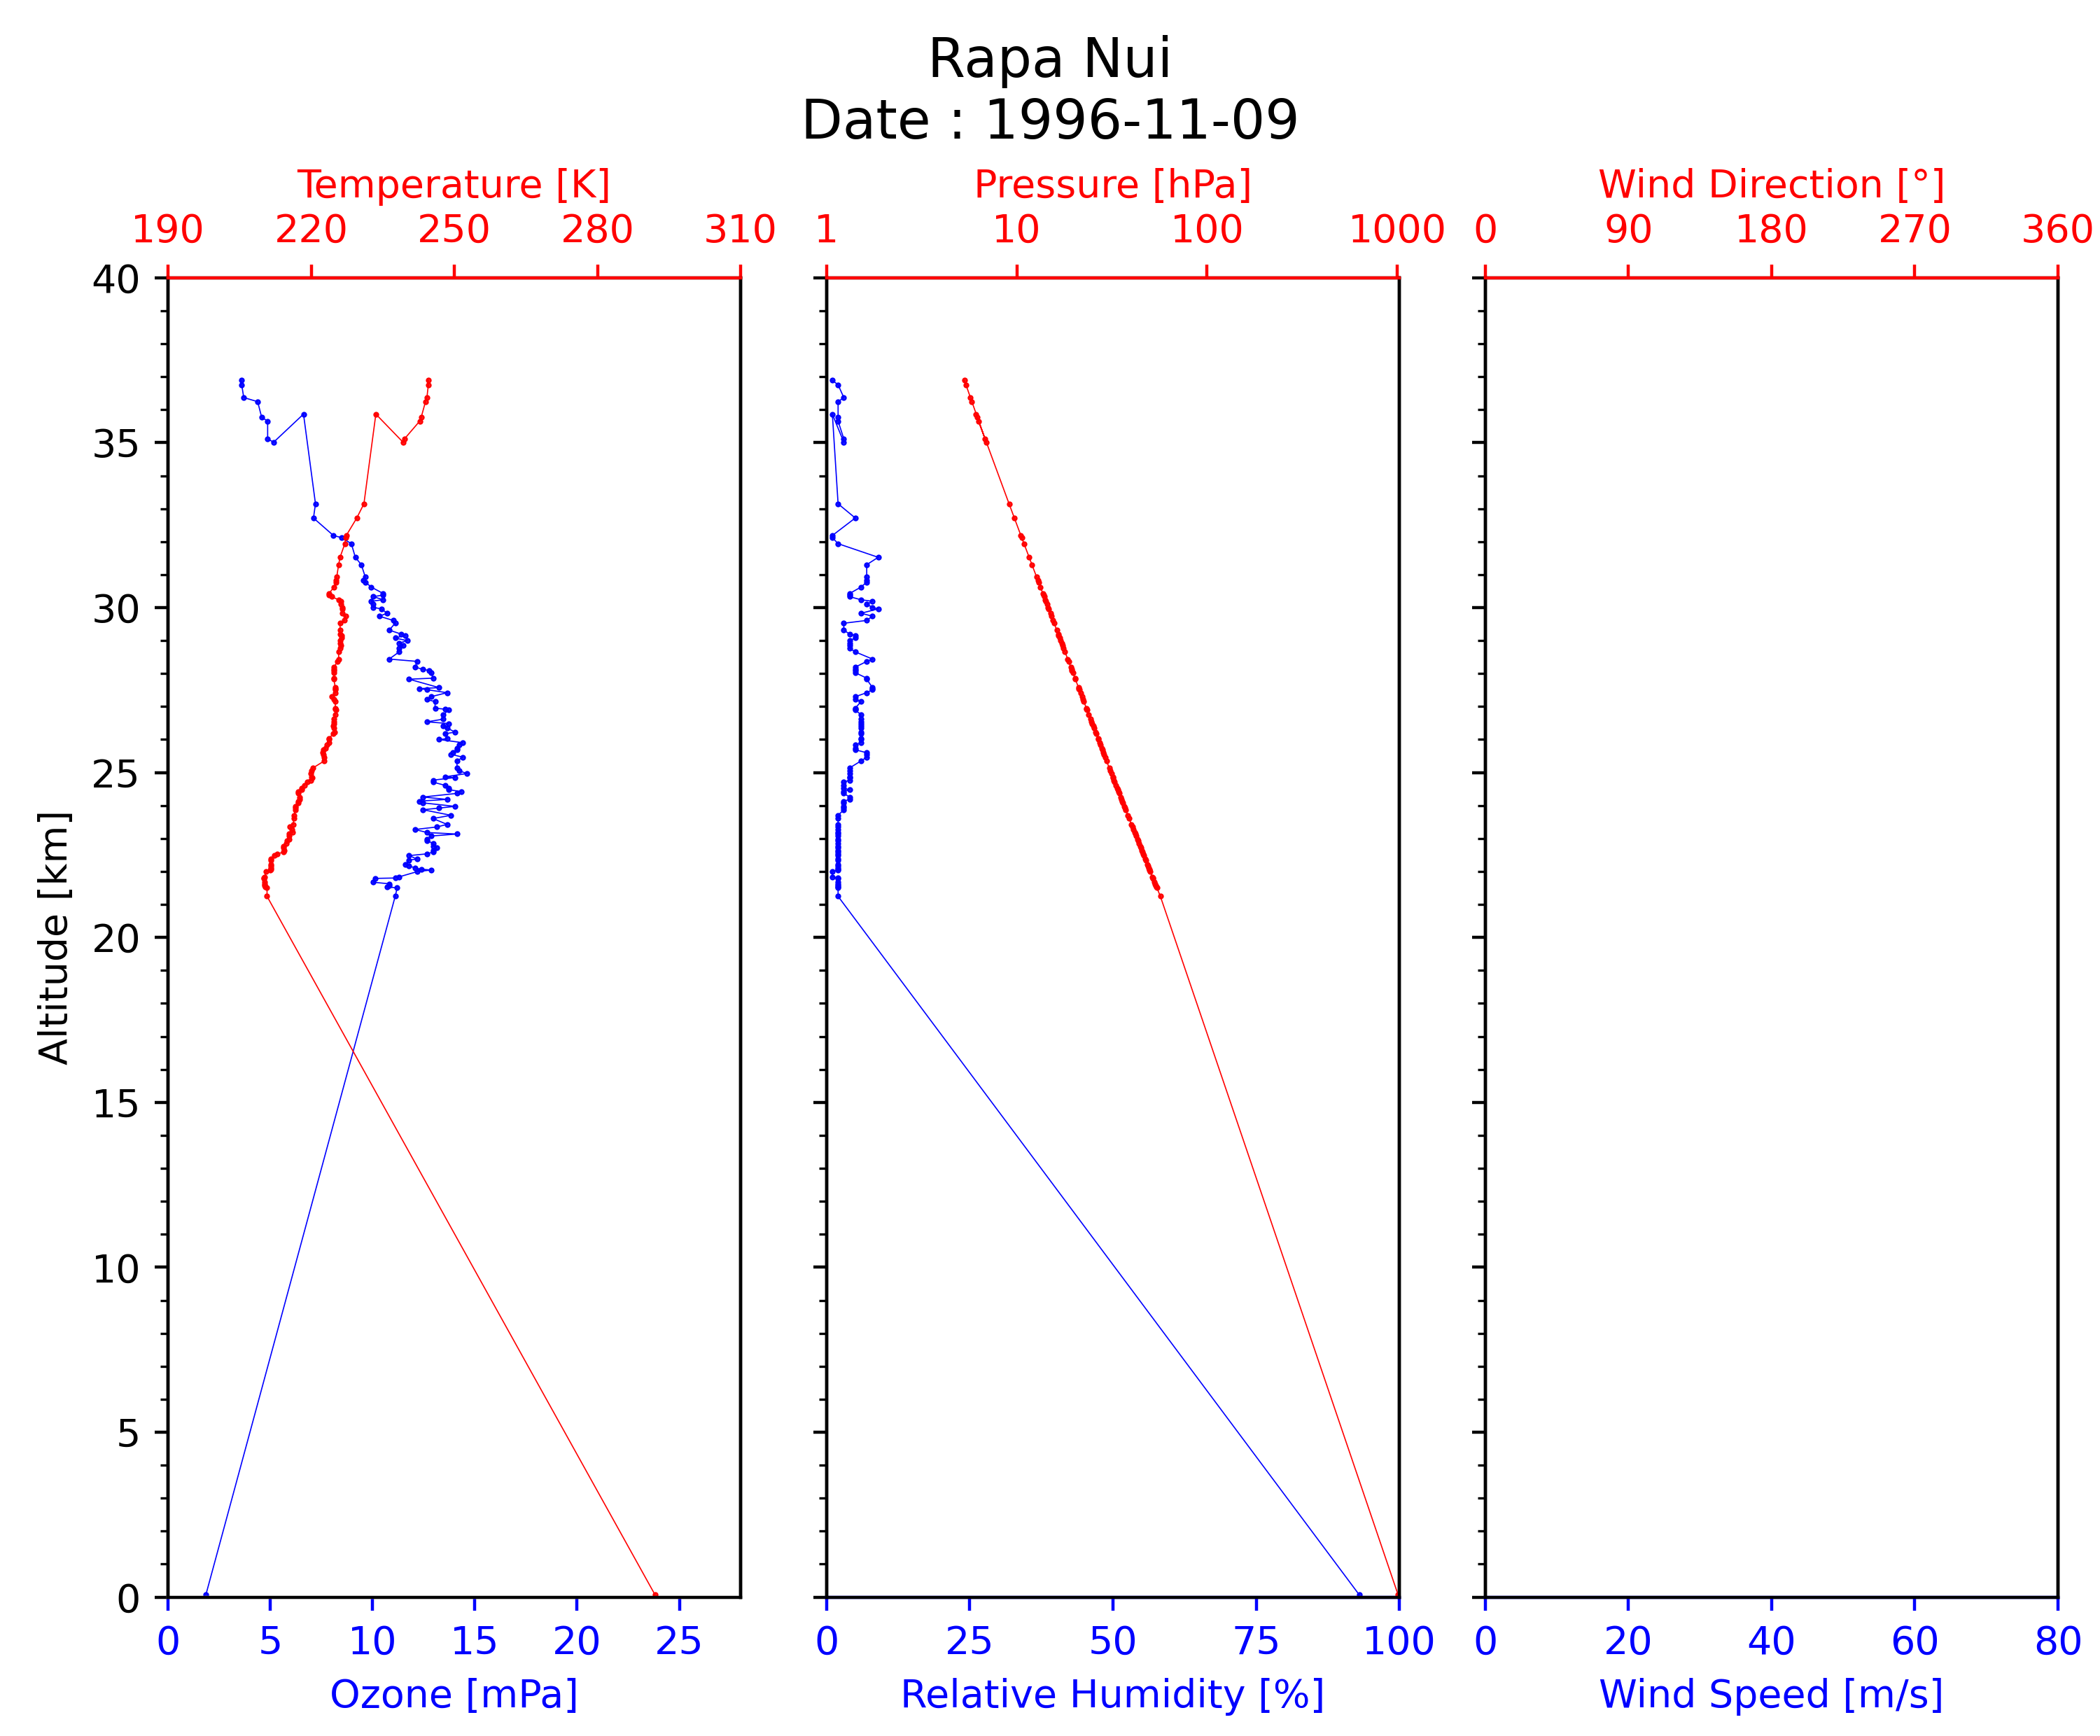 Rapa Nui
Date : 1996-11-09
Temperature [K]
190 220 250 280 310
Pressure [hPa]
1 10 100 1000
Wind Direction [°]
0 90 180 270 360
Altitude [km]
40
35
30
25
20
15
10
5
0
0 5 10 15 20 25
Ozone [mPa]
0 25 50 75 100
Relative Humidity [%]
0 20 40 60 80
Wind Speed [m/s]